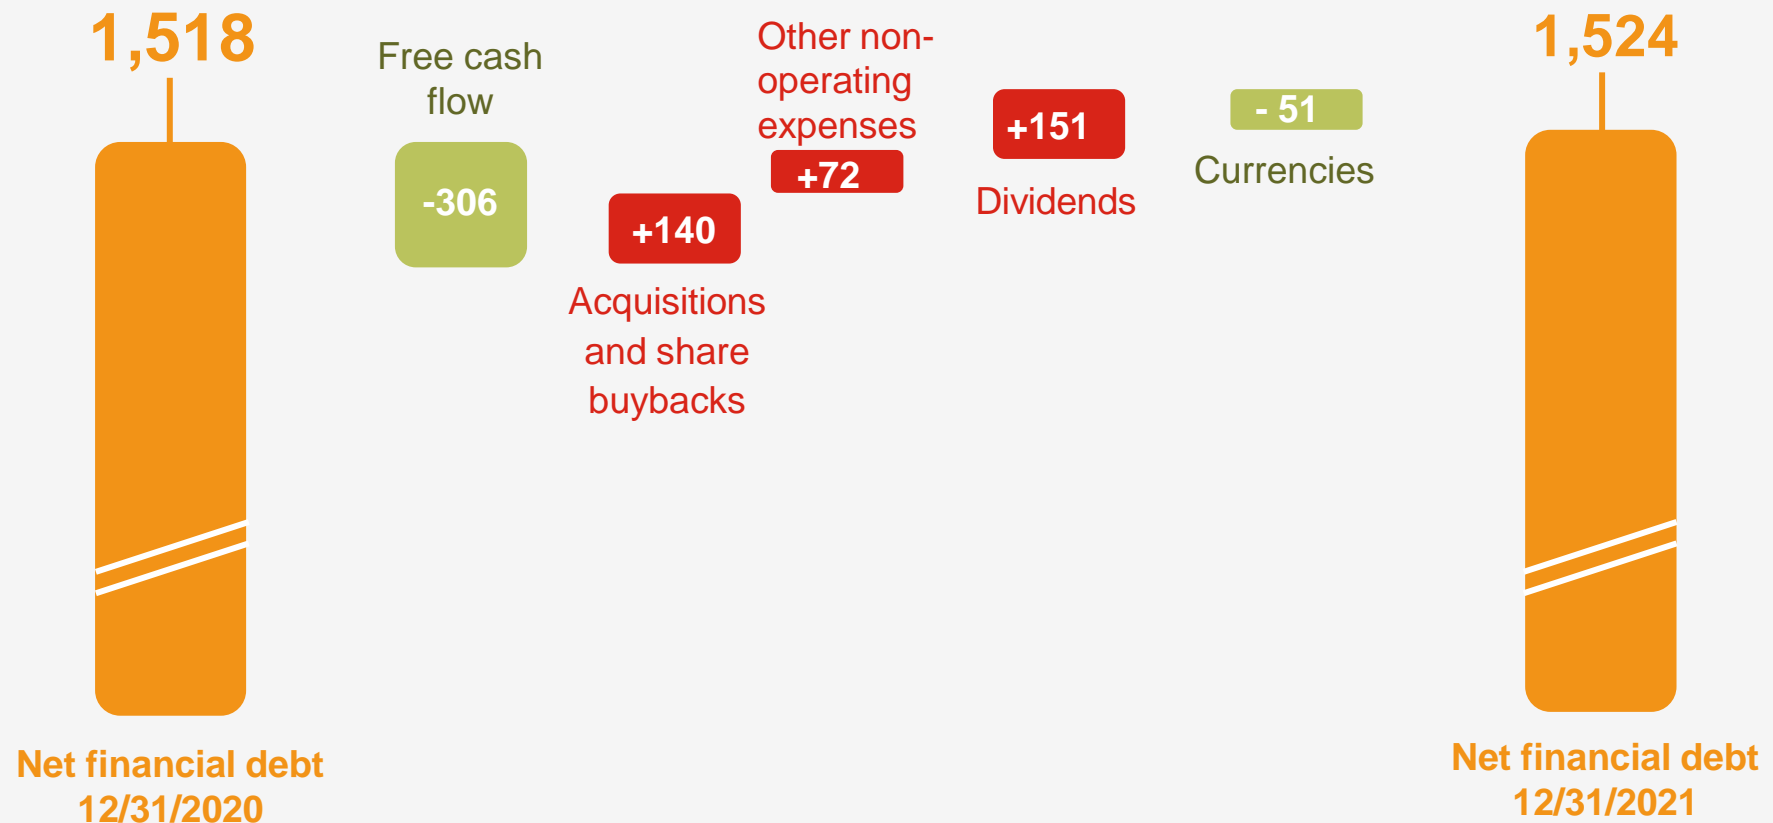 1,518
Free cash
flow
-306
+140
Acquisitions
and share
buybacks
Other non-
operating
expenses
+72
+151
Dividends
- 51
Currencies
1,524
Net financial debt
12/31/2020
Net financial debt
12/31/2021